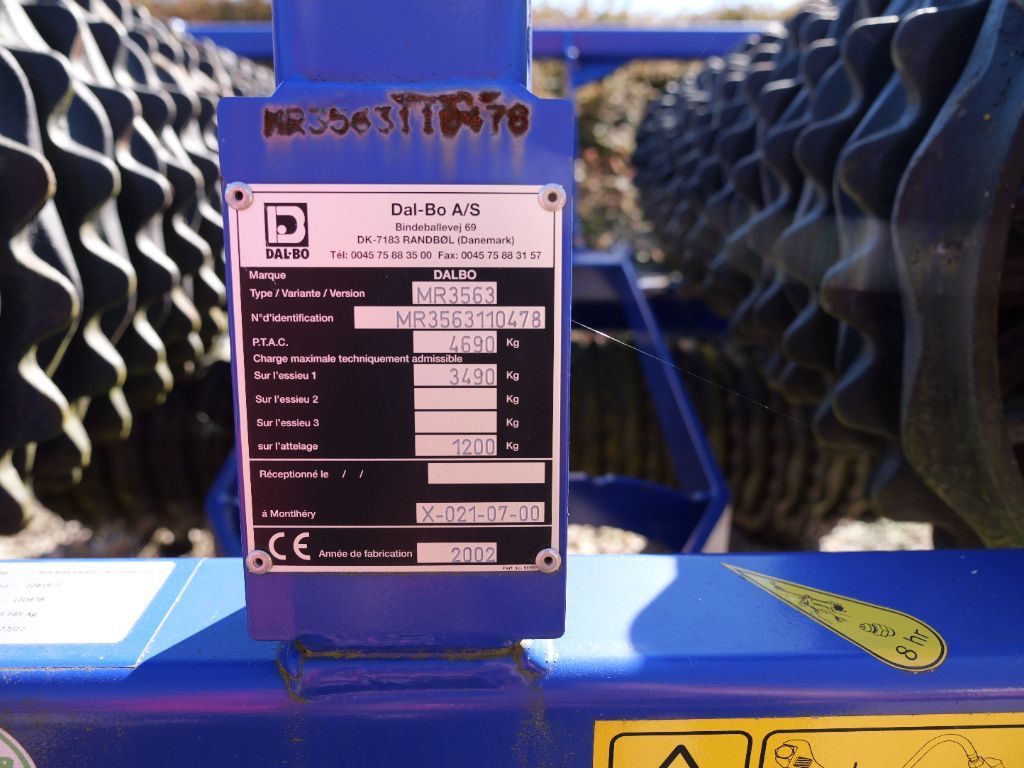 MR3563110478
DAL-BO
Dal-Bo A/S
Bindeballevej 69
DK-7183 RANDBØL (Danemark)
Tél: 0045 75 88 35 00 Fax: 0045 75 88 31 57
Marque DALBO
Type / Variante / Version MR3563
N°d'identification MR3563110478
P.T.A.C. 4690 Kg
Charge maximale techniquement admissible
Sur l'essieu 1 3490 Kg
Sur l'essieu 2 Kg
Sur l'essieu 3 Kg
sur l'attelage 1200 Kg
Réceptionné le / /
á Montlhéry X-021-07-00
CE Année de fabrication 2002
8 hr